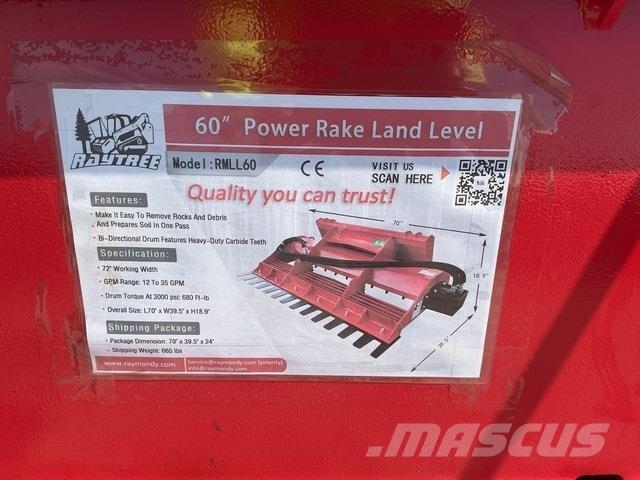 RAYTREE
60" Power Rake Land Level
Model:RMLL60
CE
VISIT US
SCAN HERE
Quality you can trust!
Features:
Make It Easy To Remove Rocks And Debris
And Prepares Soil In One Pass
Bi-Directional Drum Features Heavy-Duty Carbide Teeth
Specification:
72' Working Width
GPM Range: 12 To 35 GPM
Drum Torque At 3000 psi: 680 Ft-lb
Overall Size: L70" x W39.5" x H18.9"
Shipping Package:
Package Dimension: 70" x 39.5" x 24"
Shipping Weight: 665 lbs
www.raymondy.com
Service@raymondy.com (priority)
info@raymondy.com
70"
18.9"
39.5"
MASCUS